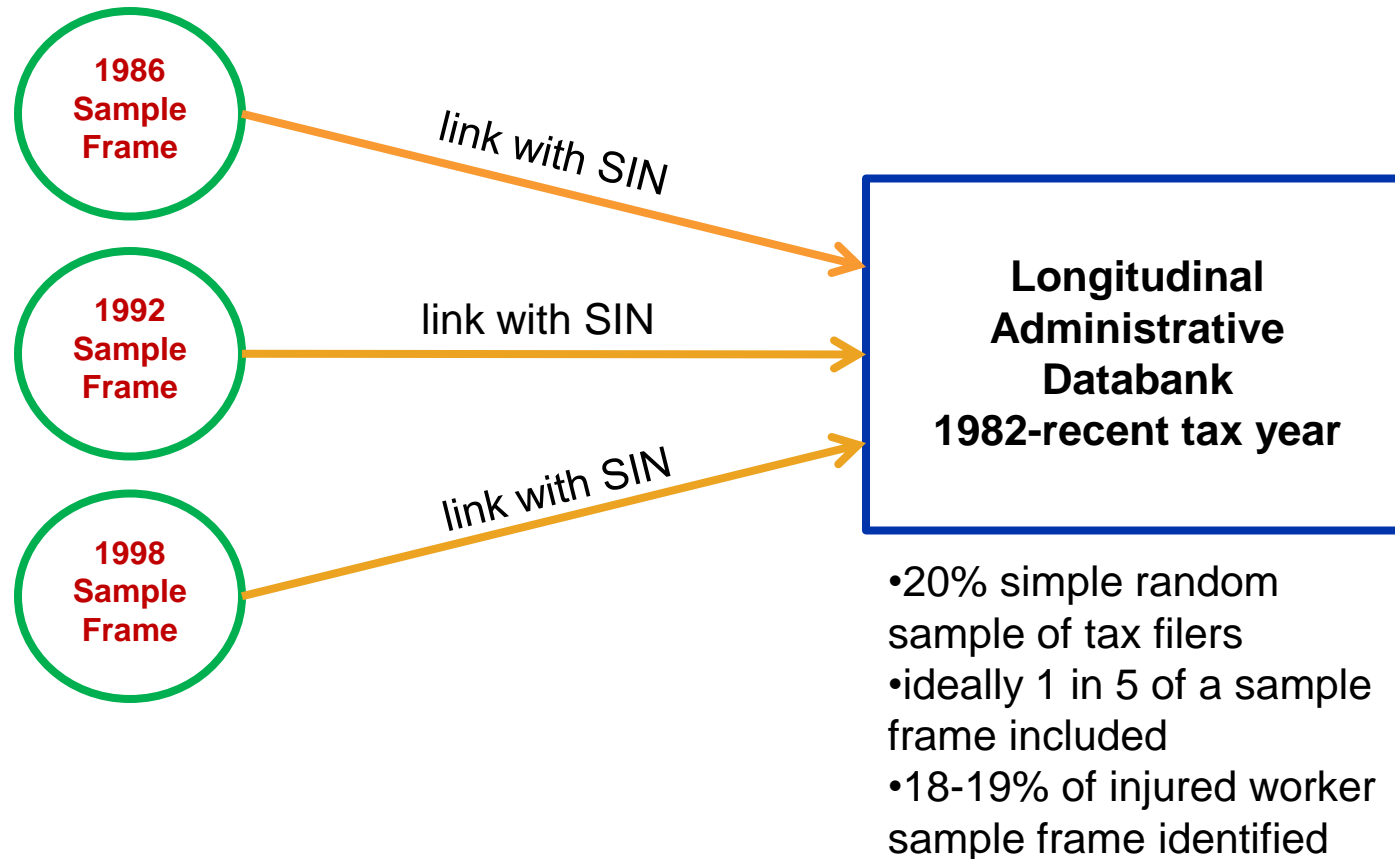 1986
Sample
Frame
link with SIN
1992
Sample
Frame
link with SIN
1998
Sample
Frame
link with SIN
Longitudinal
Administrative
Databank
1982-recent tax year
•20% simple random
sample of tax filers
•ideally 1 in 5 of a sample
frame included
•18-19% of injured worker
sample frame identified